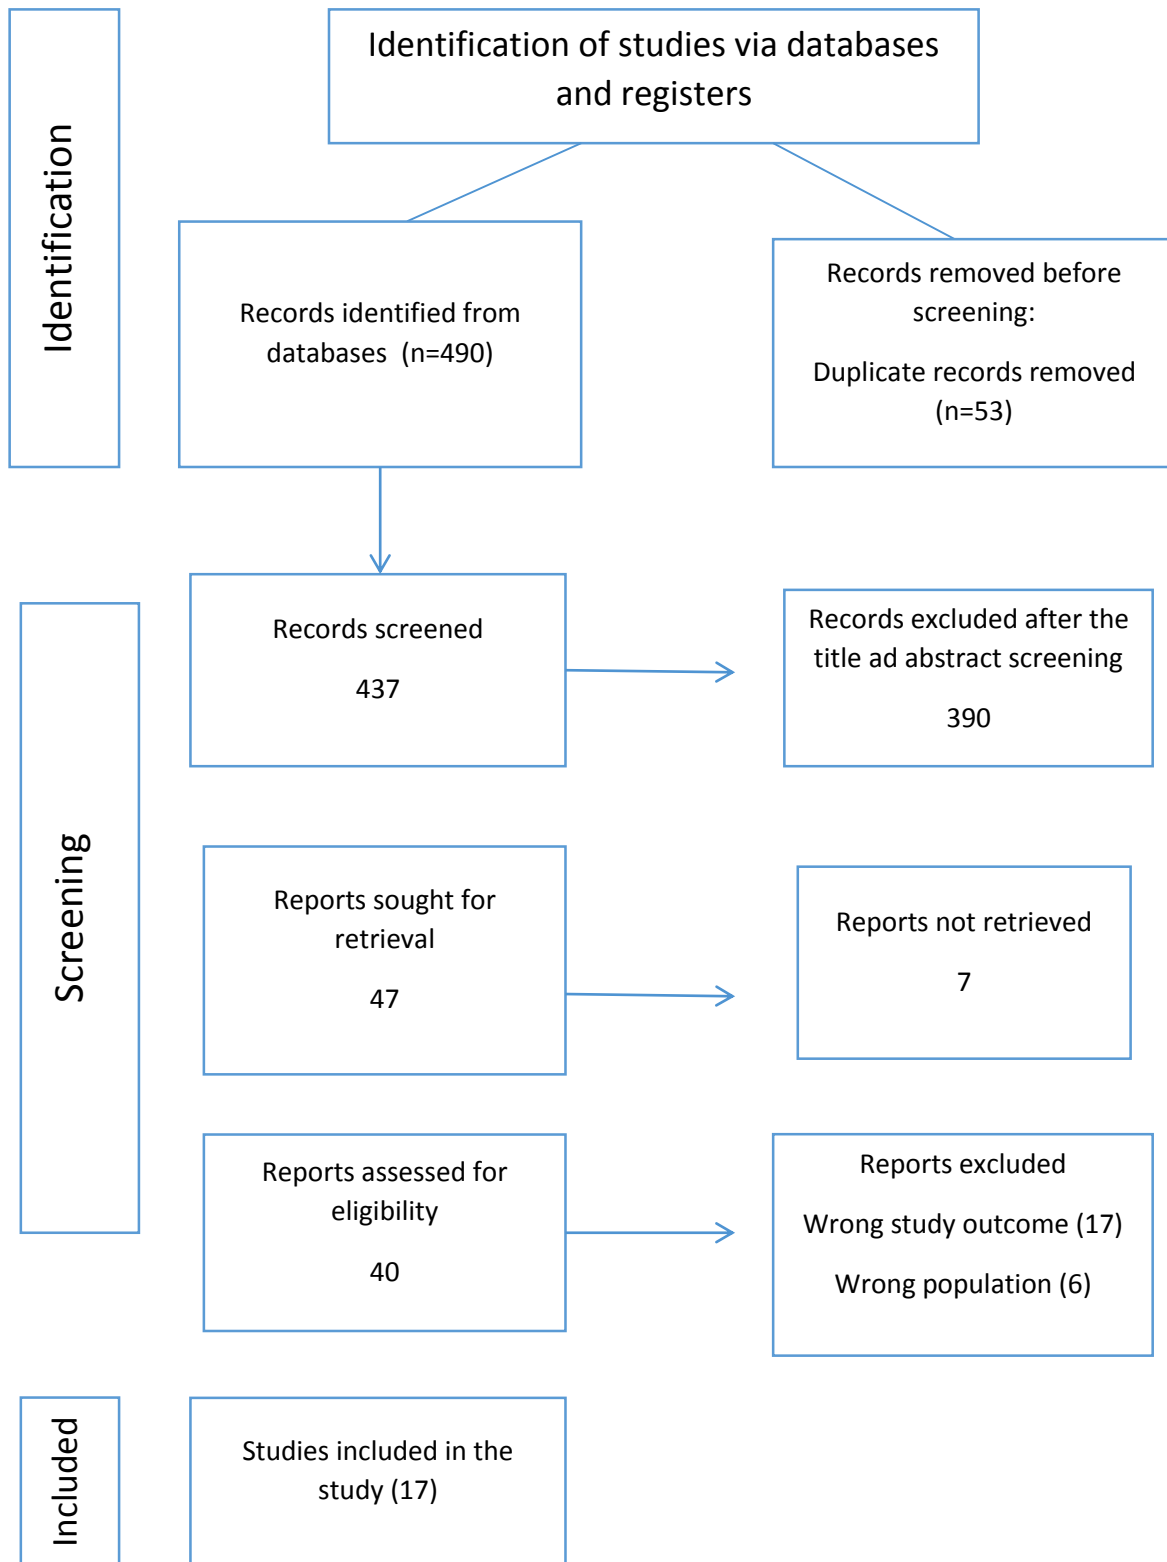 Identification
Identification of studies via databases
and registers
Records identified from
databases  (n=490)
Records removed before
screening:
Duplicate records removed
(n=53)
Screening
Records screened
437
Records excluded after the
title ad abstract screening
390
Reports sought for
retrieval
47
Reports not retrieved
7
Reports assessed for
eligibility
40
Reports excluded
Wrong study outcome (17)
Wrong population (6)
Included
Studies included in the
study (17)